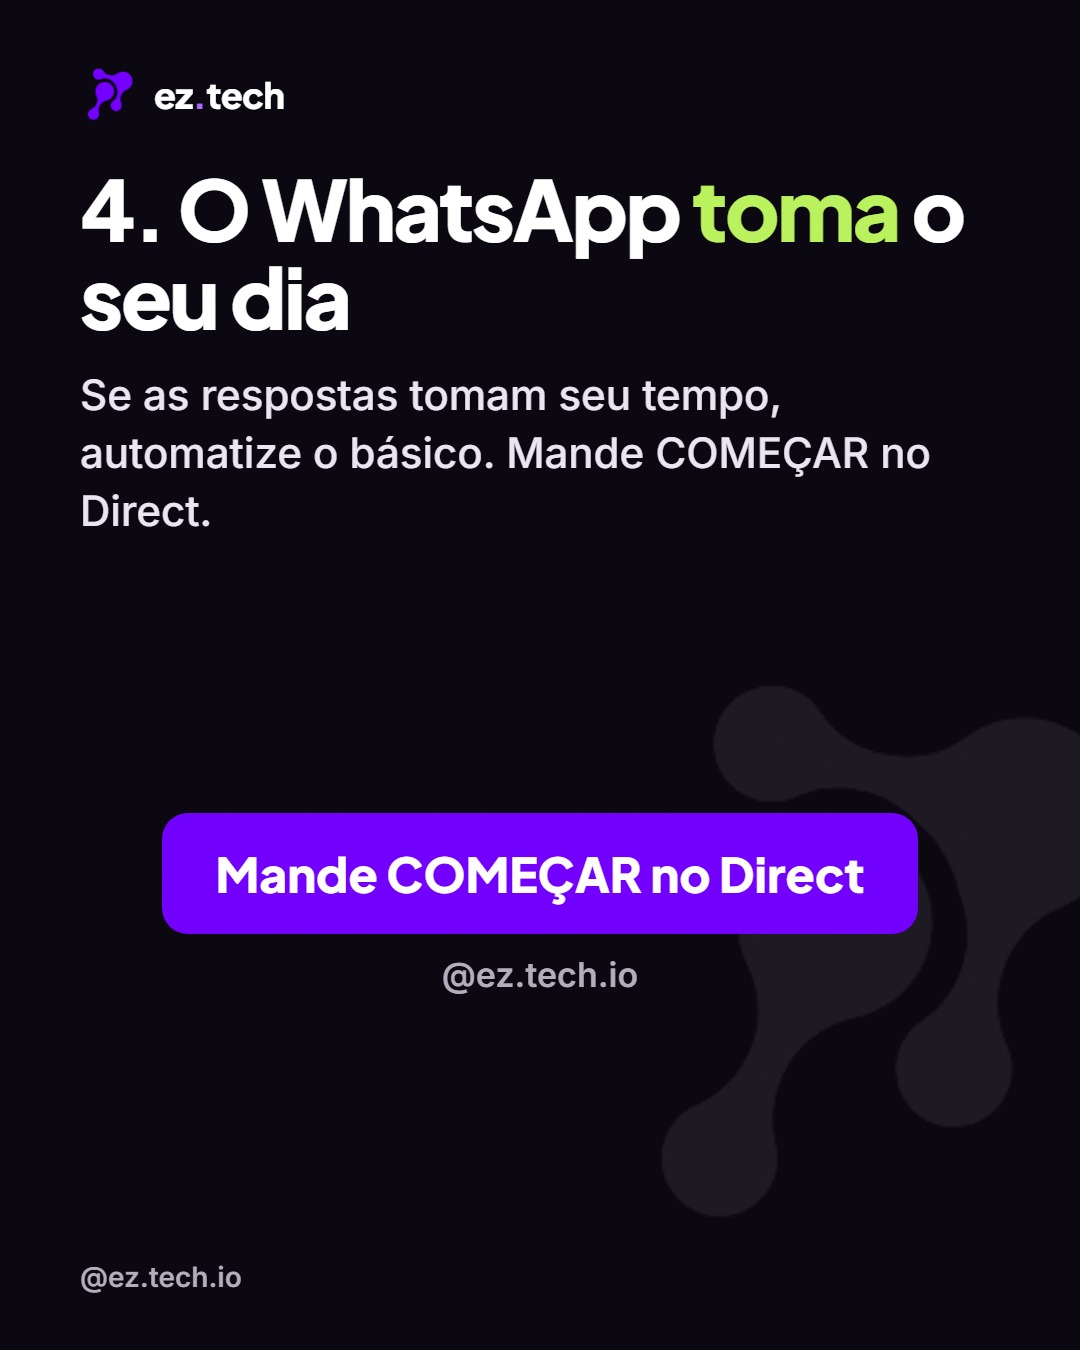 ez.tech
4. O WhatsApp toma o
seu dia
Se as respostas tomam seu tempo,
automatize o básico. Mande COMEÇAR no
Direct.
Mande COMEÇAR no Direct
@ez.tech.io
@ez.tech.io